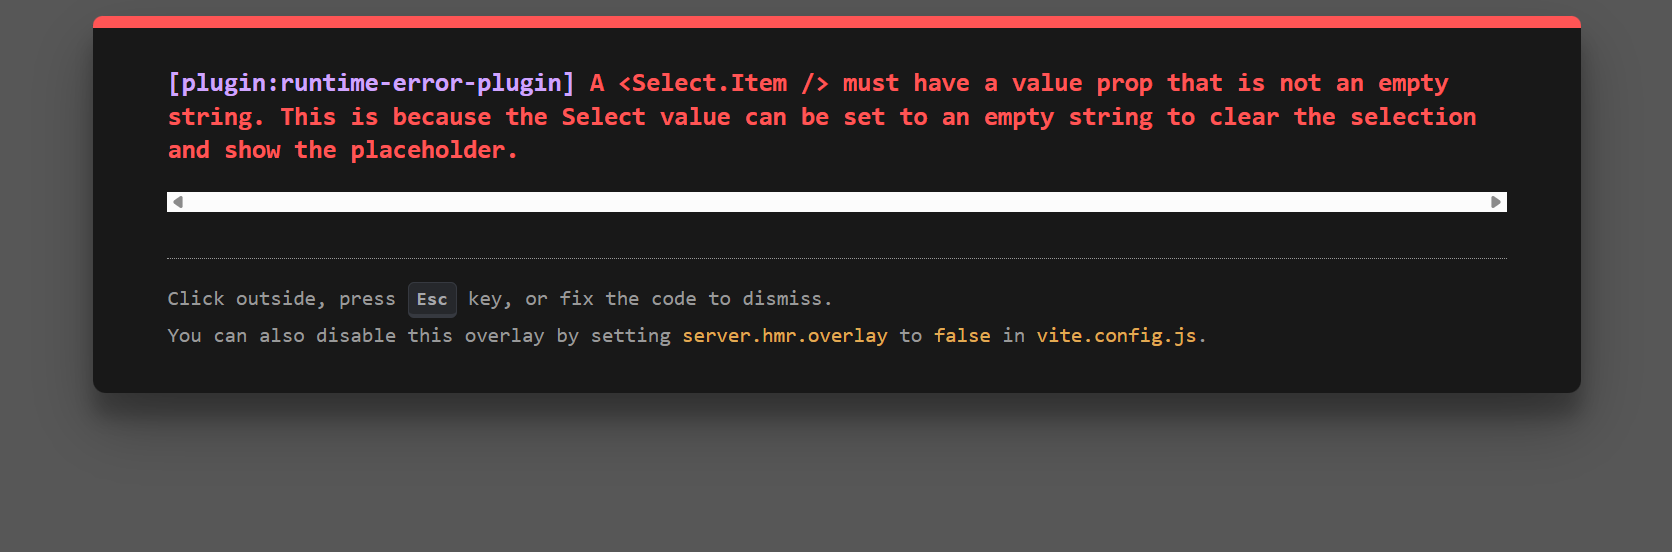 [plugin:runtime-error-plugin] A <Select.Item /> must have a value prop that is not an empty
string. This is because the Select value can be set to an empty string to clear the selection
and show the placeholder.
Click outside, press Esc key, or fix the code to dismiss.
You can also disable this overlay by setting server.hmr.overlay to false in vite.config.js.